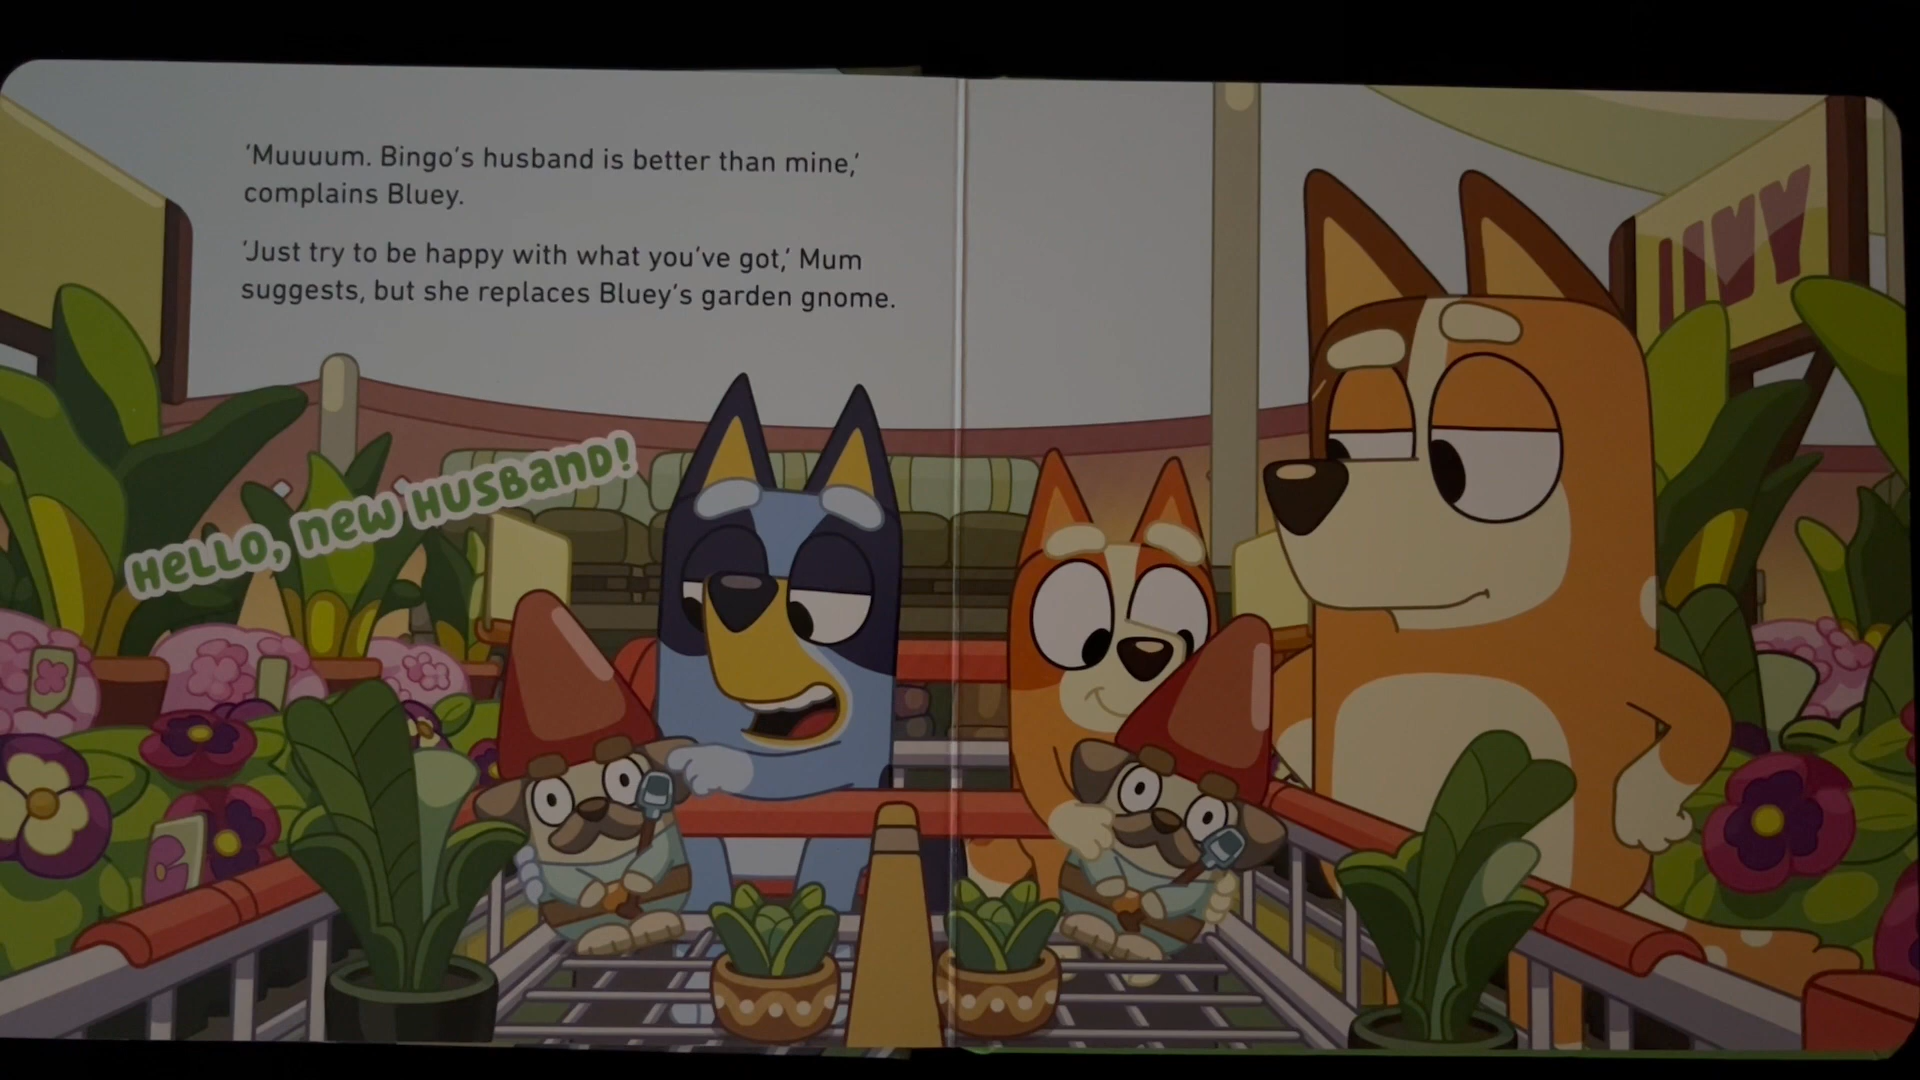 ‘Muuuum. Bingo’s husband is better than mine,’
complains Bluey.
‘Just try to be happy with what you’ve got,’ Mum
suggests, but she replaces Bluey’s garden gnome.
HELLO, new HUSBAND!